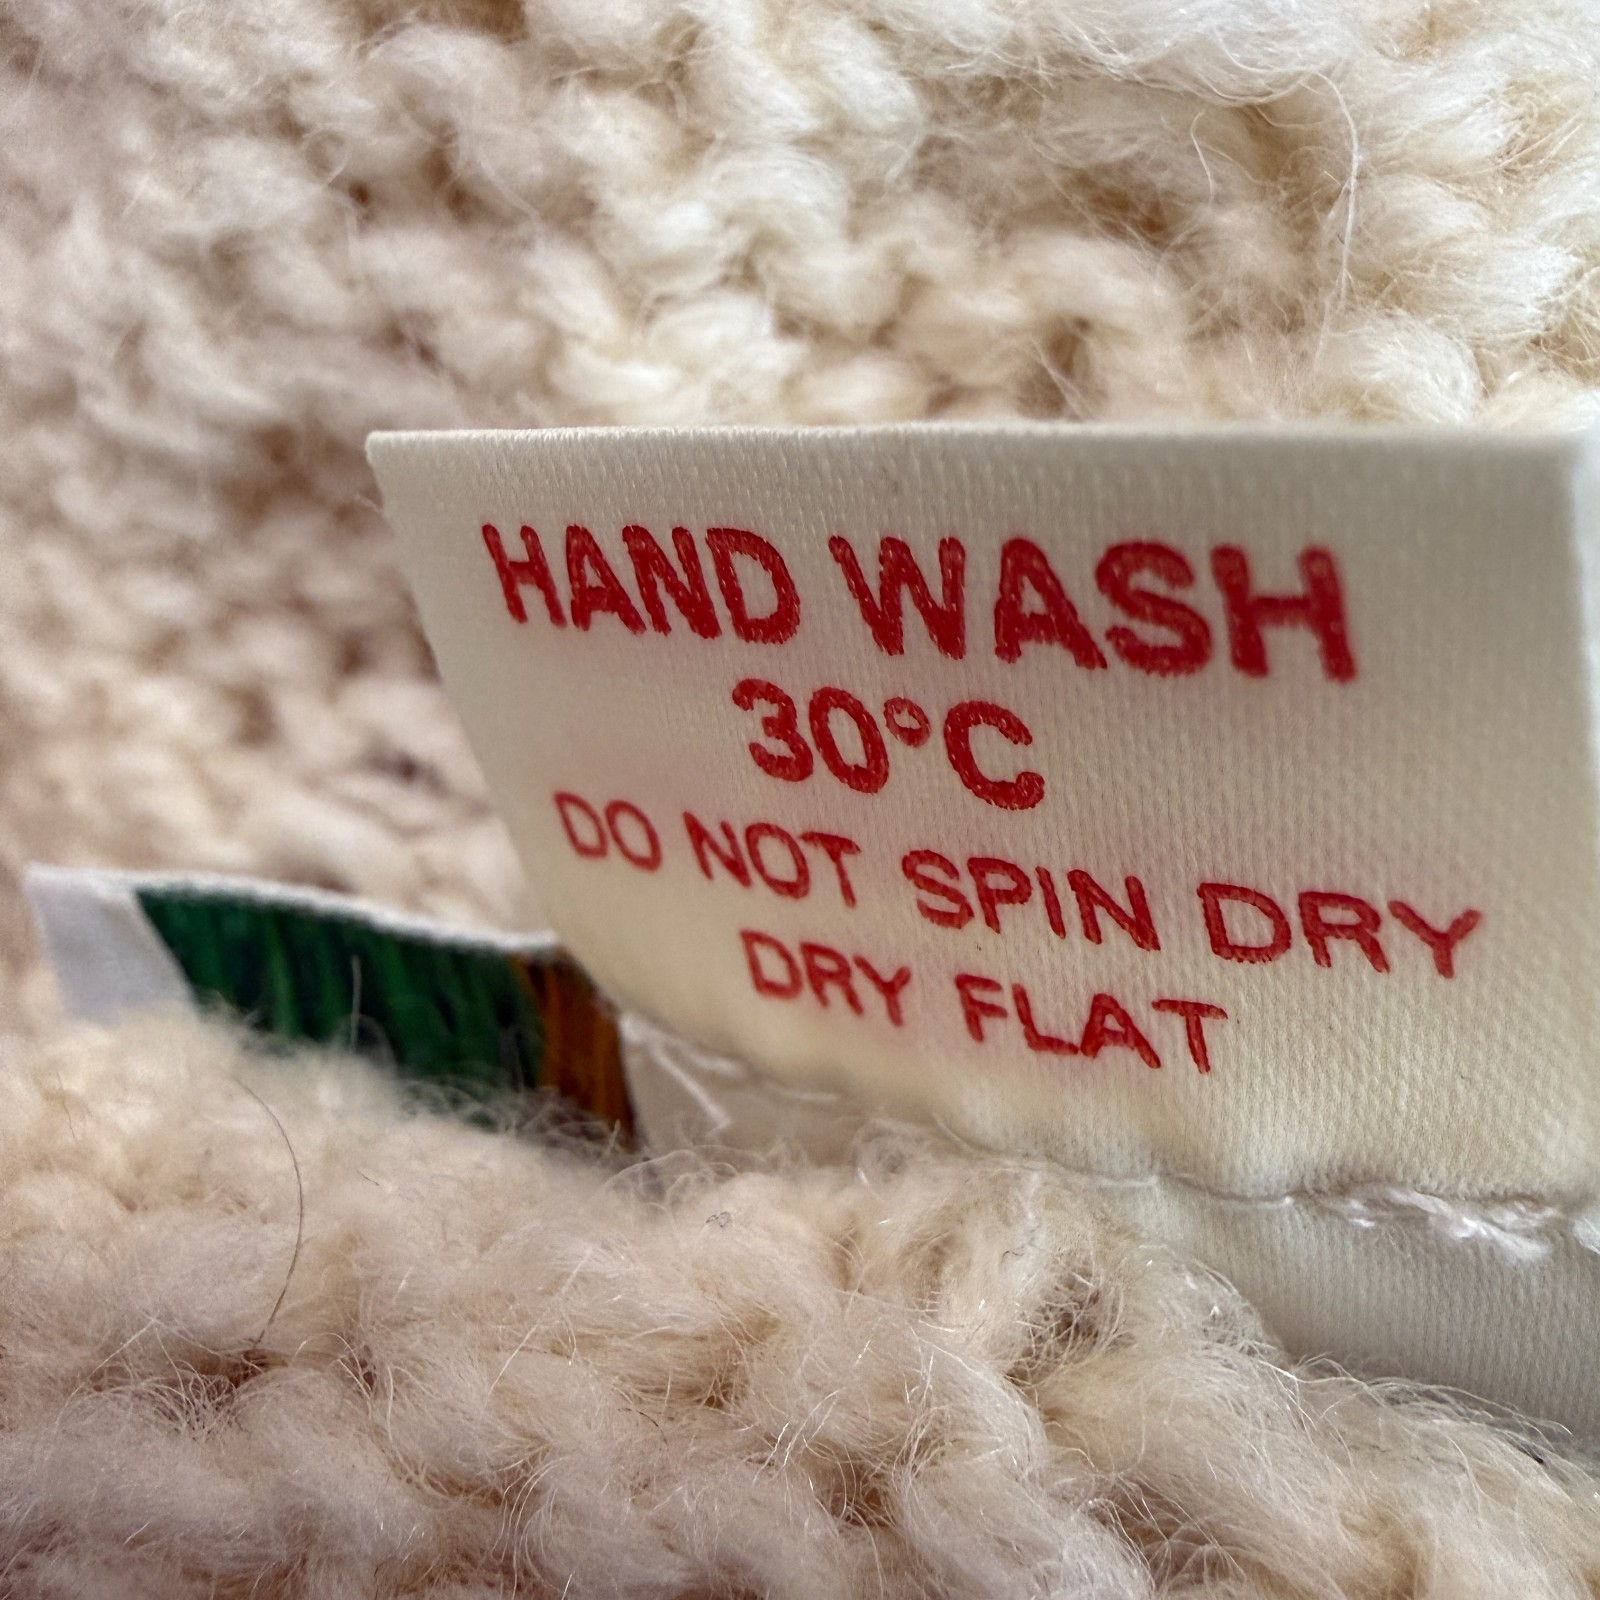 HAND WASH
30°C
DO NOT SPIN DRY
DRY FLAT